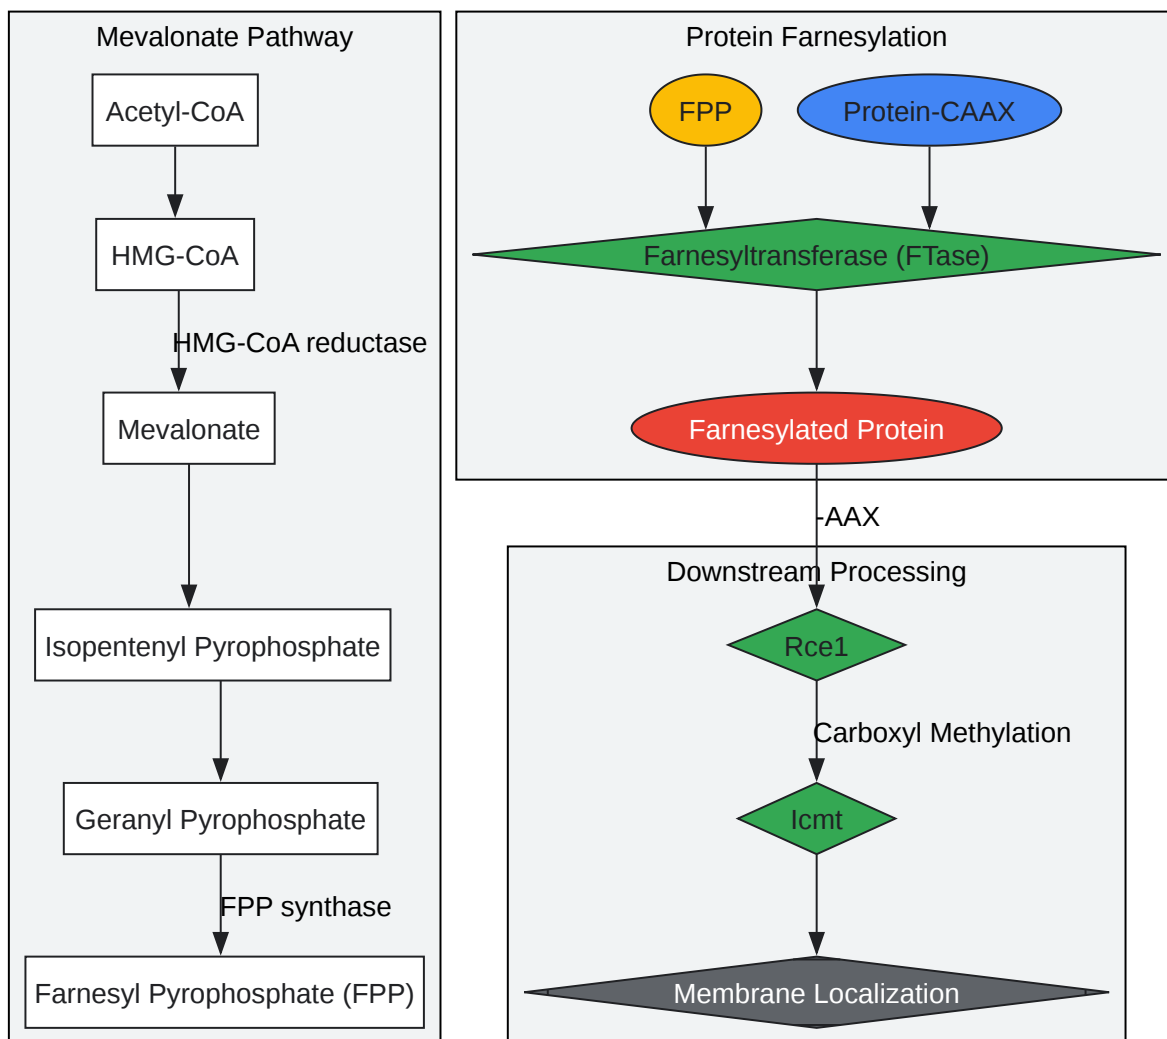 Mevalonate Pathway
Acetyl-CoA
HMG-CoA
HMG-CoA reductase
Mevalonate
Isopentenyl Pyrophosphate
Geranyl Pyrophosphate
FPP synthase
Farnesyl Pyrophosphate (FPP)
Protein Farnesylation
FPP
Protein-CAAX
Farnesyltransferase (FTase)
Farnesylated Protein
-AAX
Downstream Processing
Rce1
Carboxyl Methylation
Icmt
Membrane Localization